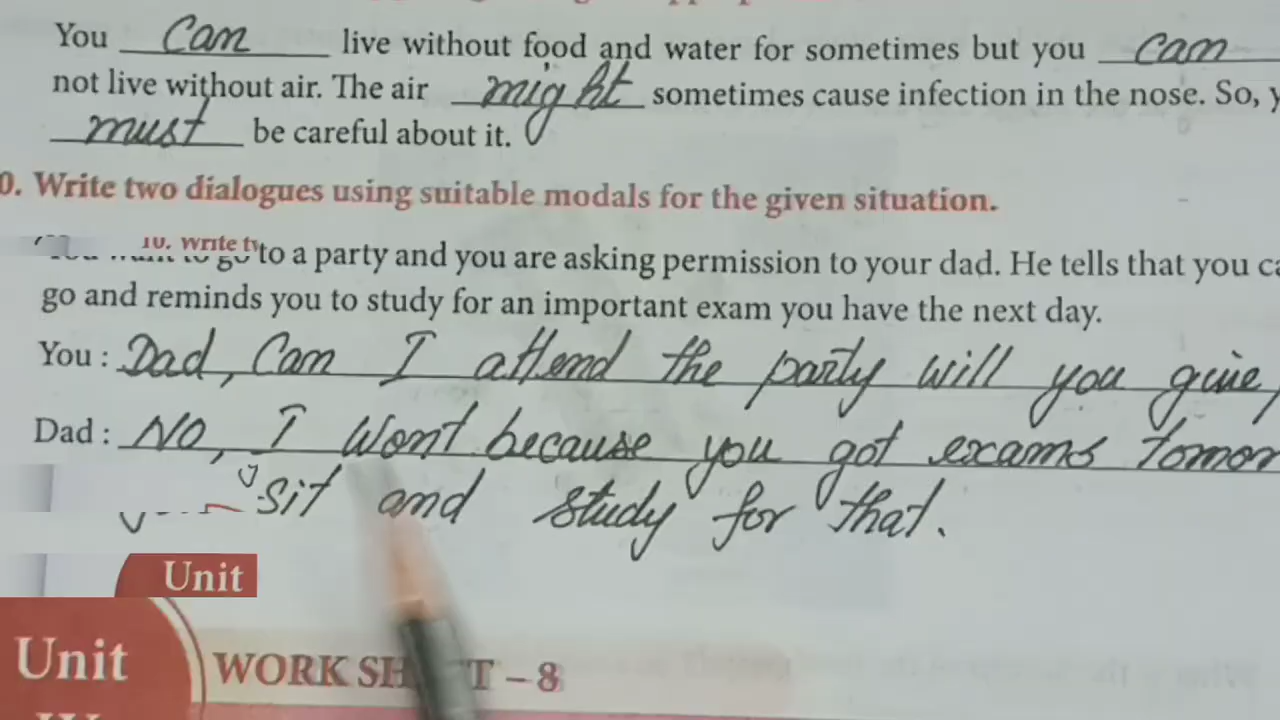 You Can live without food and water for sometimes but you can
not live without air. The air might sometimes cause infection in the nose. So,
must be careful about it.
0. Write two dialogues using suitable modals for the given situation.
10. Write
to a party and you are asking permission to your dad. He tells that you
go and reminds you to study for an important exam you have the next day.
You : Dad, Can I attend the party will you give,
Dad : NO, I Wont because you got exams
sit and study for that.
Unit
Unit
WORK SH T - 8